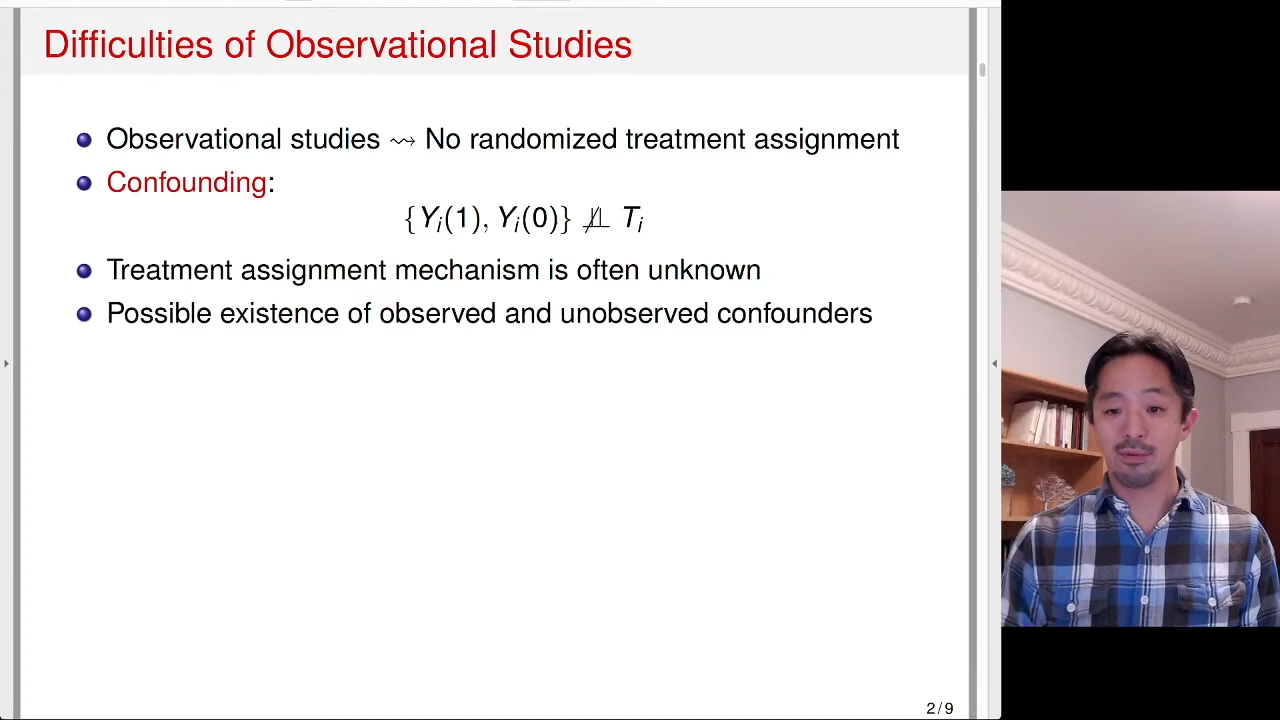 Difficulties of Observational Studies
Observational studies ⇝ No randomized treatment assignment
Confounding:
{Yᵢ(1), Yᵢ(0)} ⫫̸ Tᵢ
Treatment assignment mechanism is often unknown
Possible existence of observed and unobserved confounders
2/9